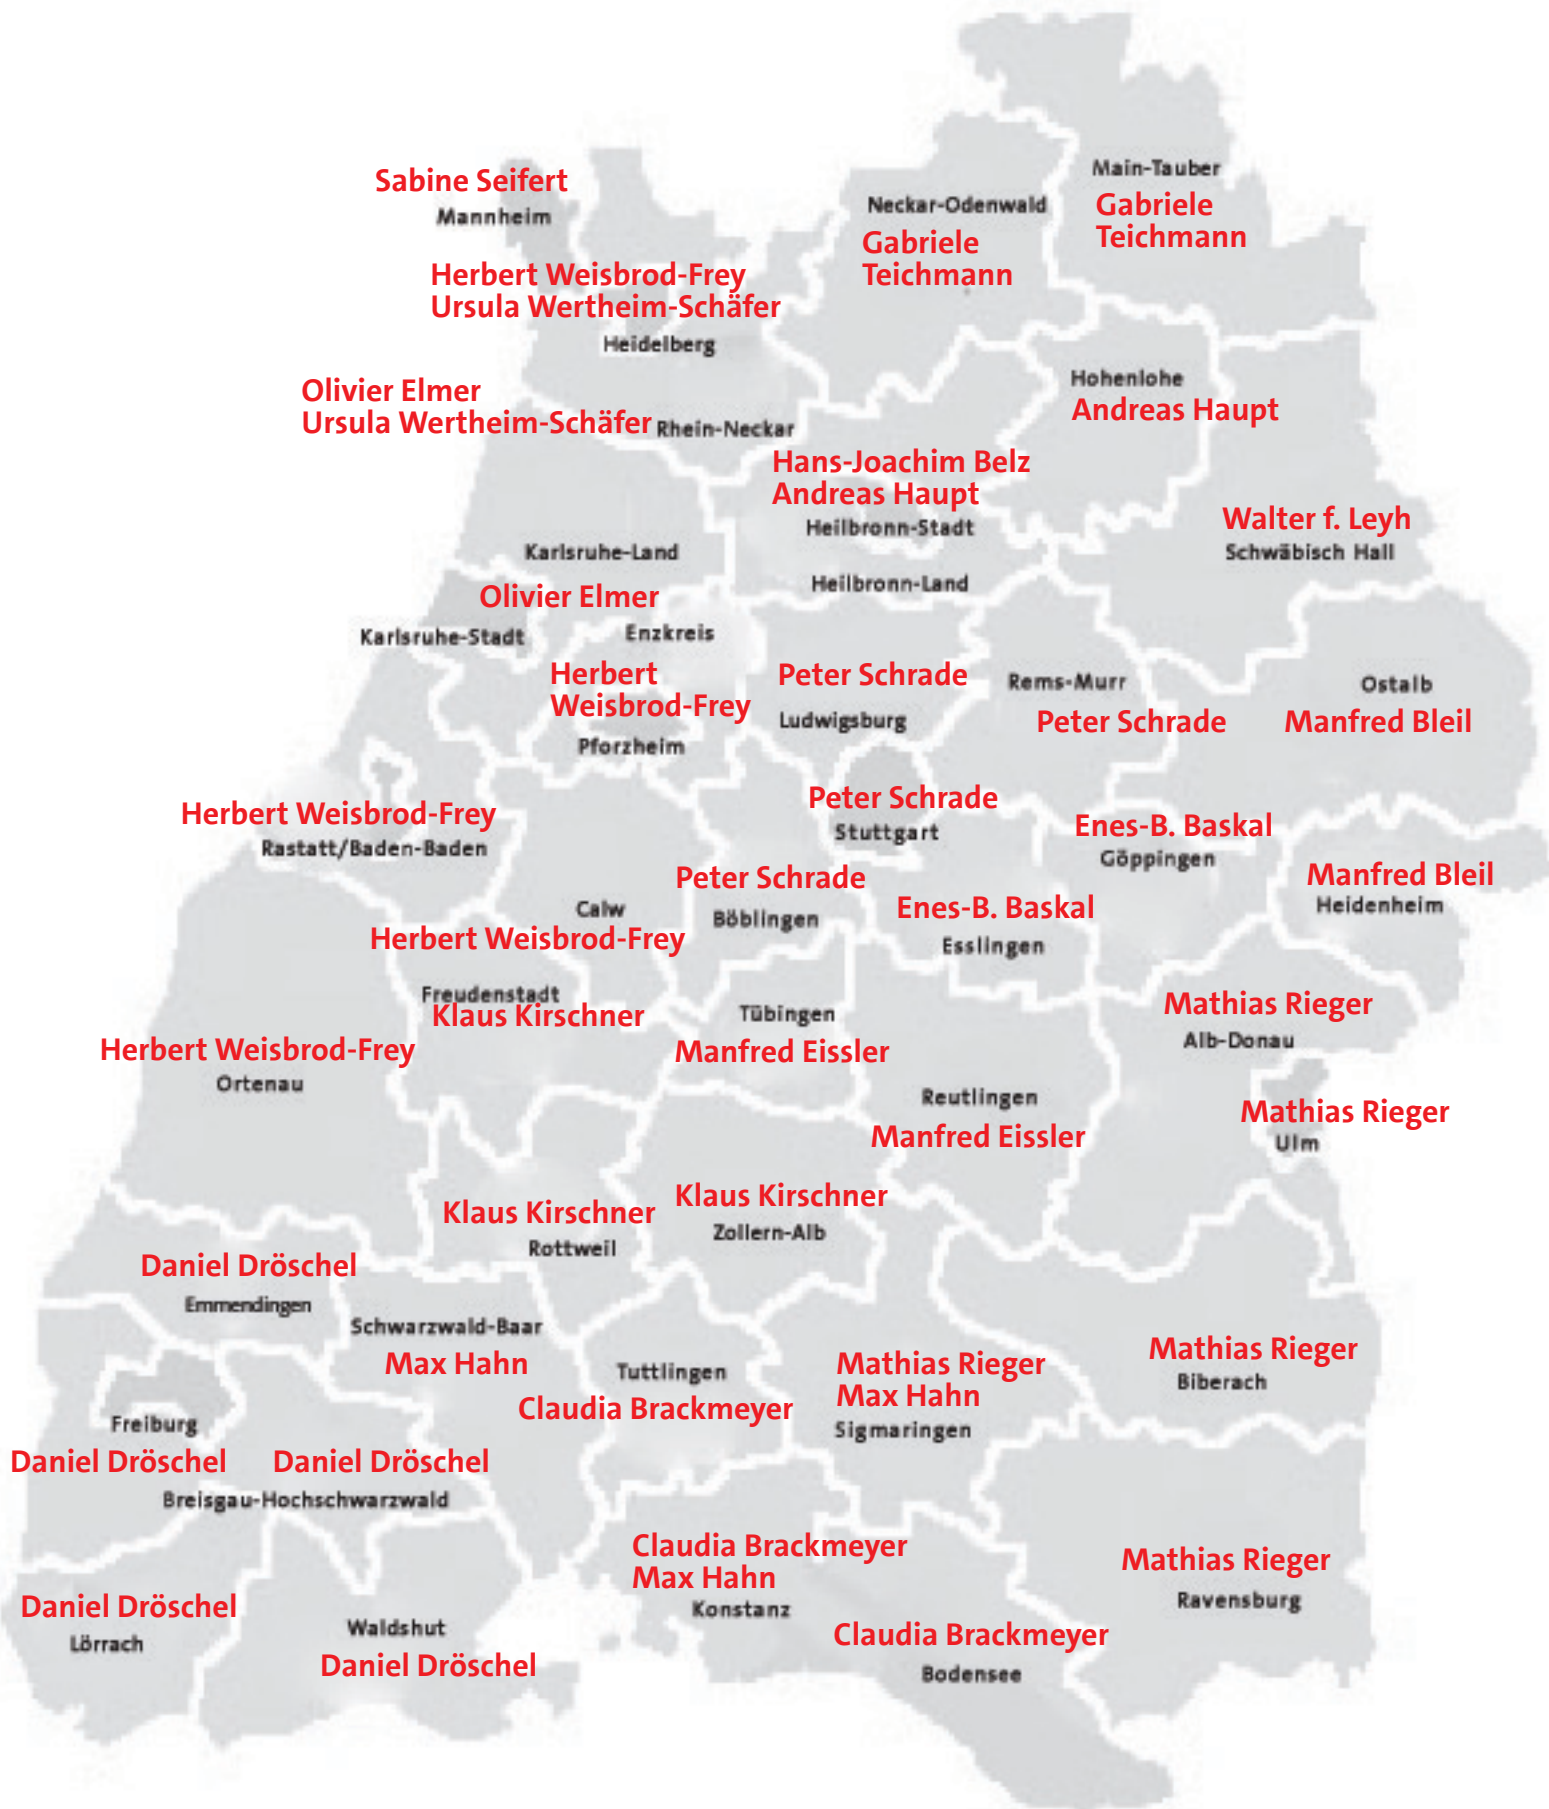 Main-Tauber
Gabriele
Teichmann
Sabine Seifert
Mannheim
Neckar-Odenwald
Gabriele
Teichmann
Herbert Weisbrod-Frey
Ursula Wertheim-Schäfer
Heidelberg
Olivier Elmer
Ursula Wertheim-Schäfer
Rhein-Neckar
Hohenlohe
Andreas Haupt
Hans-Joachim Belz
Andreas Haupt
Heilbronn-Stadt
Heilbronn-Land
Walter f. Leyh
Schwäbisch Hall
Karlsruhe-Land
Olivier Elmer
Karlsruhe-Stadt
Enzkreis
Herbert
Weisbrod-Frey
Pforzheim
Peter Schrade
Ludwigsburg
Rems-Murr
Peter Schrade
Ostalb
Manfred Bleil
Herbert Weisbrod-Frey
Rastatt/Baden-Baden
Peter Schrade
Stuttgart
Enes-B. Baskal
Göppingen
Manfred Bleil
Heidenheim
Calw
Herbert Weisbrod-Frey
Peter Schrade
Böblingen
Enes-B. Baskal
Esslingen
Freudenstadt
Klaus Kirschner
Tübingen
Manfred Eissler
Mathias Rieger
Alb-Donau
Herbert Weisbrod-Frey
Ortenau
Reutlingen
Manfred Eissler
Mathias Rieger
Ulm
Klaus Kirschner
Rottweil
Klaus Kirschner
Zollern-Alb
Daniel Dröschel
Emmendingen
Schwarzwald-Baar
Max Hahn
Tuttlingen
Claudia Brackmeyer
Mathias Rieger
Max Hahn
Sigmaringen
Mathias Rieger
Biberach
Freiburg
Daniel Dröschel
Daniel Dröschel
Breisgau-Hochschwarzwald
Claudia Brackmeyer
Max Hahn
Konstanz
Mathias Rieger
Ravensburg
Daniel Dröschel
Lörrach
Waldshut
Daniel Dröschel
Claudia Brackmeyer
Bodensee